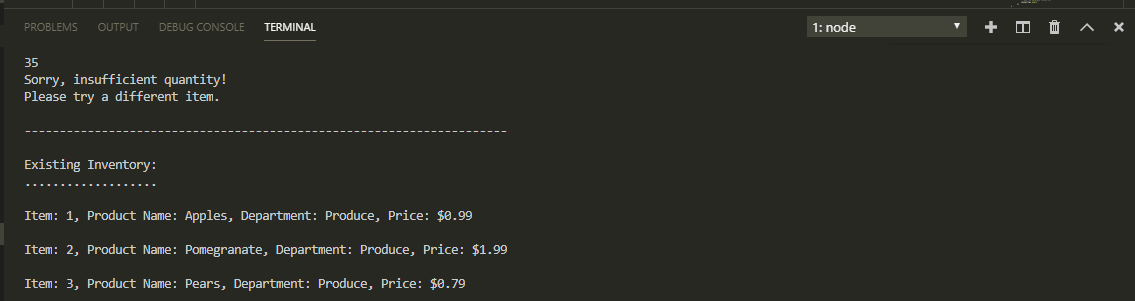 PROBLEMS OUTPUT DEBUG CONSOLE TERMINAL 1: node
35
Sorry, insufficient quantity!
Please try a different item.
---------------------------------------------------------------------
Existing Inventory:
...................
Item: 1, Product Name: Apples, Department: Produce, Price: $0.99
Item: 2, Product Name: Pomegranate, Department: Produce, Price: $1.99
Item: 3, Product Name: Pears, Department: Produce, Price: $0.79